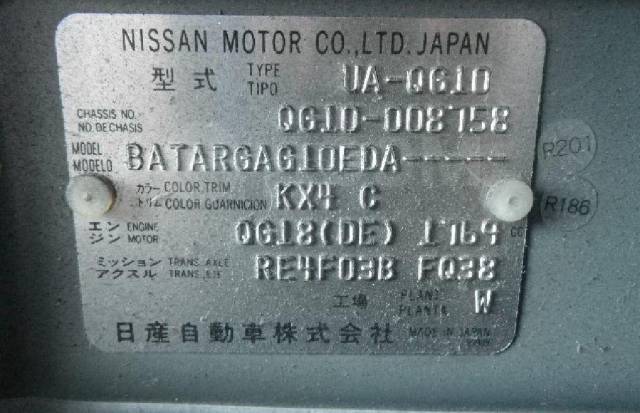 NISSAN MOTOR CO.,LTD. JAPAN
型式 TYPE TIPO UA-QG10
CHASSIS NO. NO. DE CHASIS QG10-008758
MODEL MODELO BATARGAG10EDA-----
R201
カラー COLOR, TRIM
トリム COLOR, GUARNICION KX4 C
R186
エンジン ENGINE MOTOR QG18(DE) 1769 cc
ミッション TRANS. AXLE
アクスル TRANS. EJE RE4F03B FQ38
工場 PLANT PLANTA W
日産自動車株式会社 MADE IN JAPAN